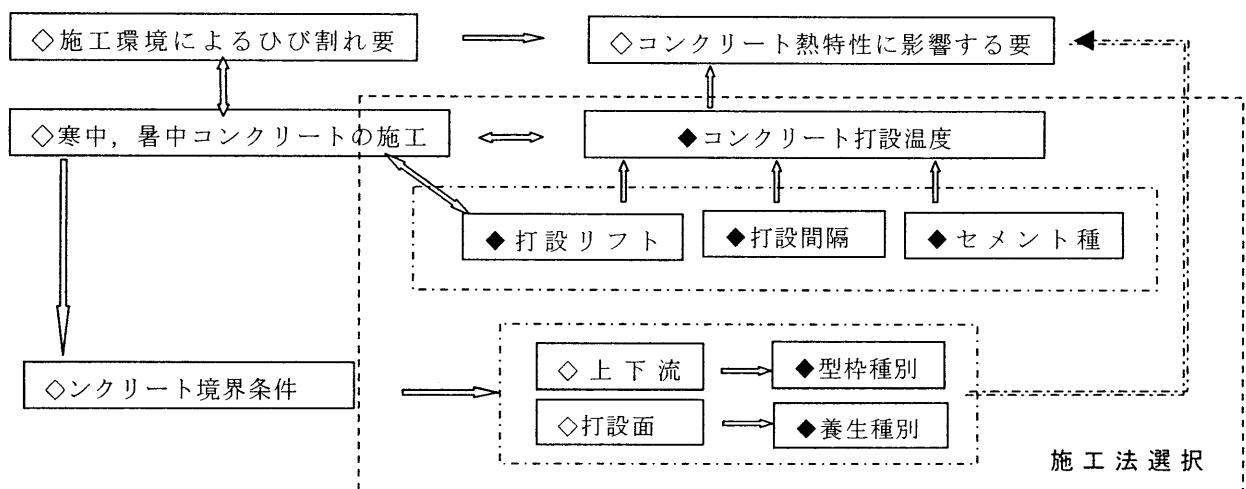 ◇施工環境によるひび割れ要
◇コンクリート熱特性に影響する要
◇寒中，暑中コンクリートの施工
◆コンクリート打設温度
◆打設リフト
◆打設間隔
◆セメント種
◇ンクリート境界条件
◇上下流
◆型枠種別
◇打設面
◆養生種別
施工法選択